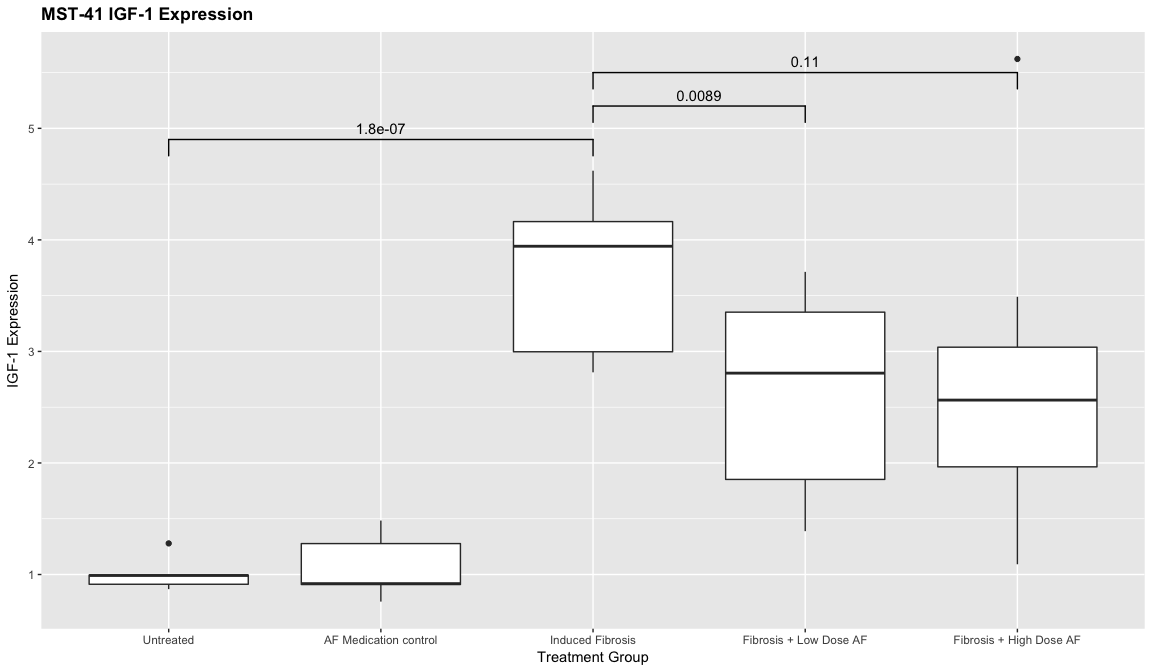 MST-41 IGF-1 Expression
0.11
0.0089
1.8e-07
5
4
3
2
1
IGF-1 Expression
Untreated
AF Medication control
Induced Fibrosis
Fibrosis + Low Dose AF
Fibrosis + High Dose AF
Treatment Group